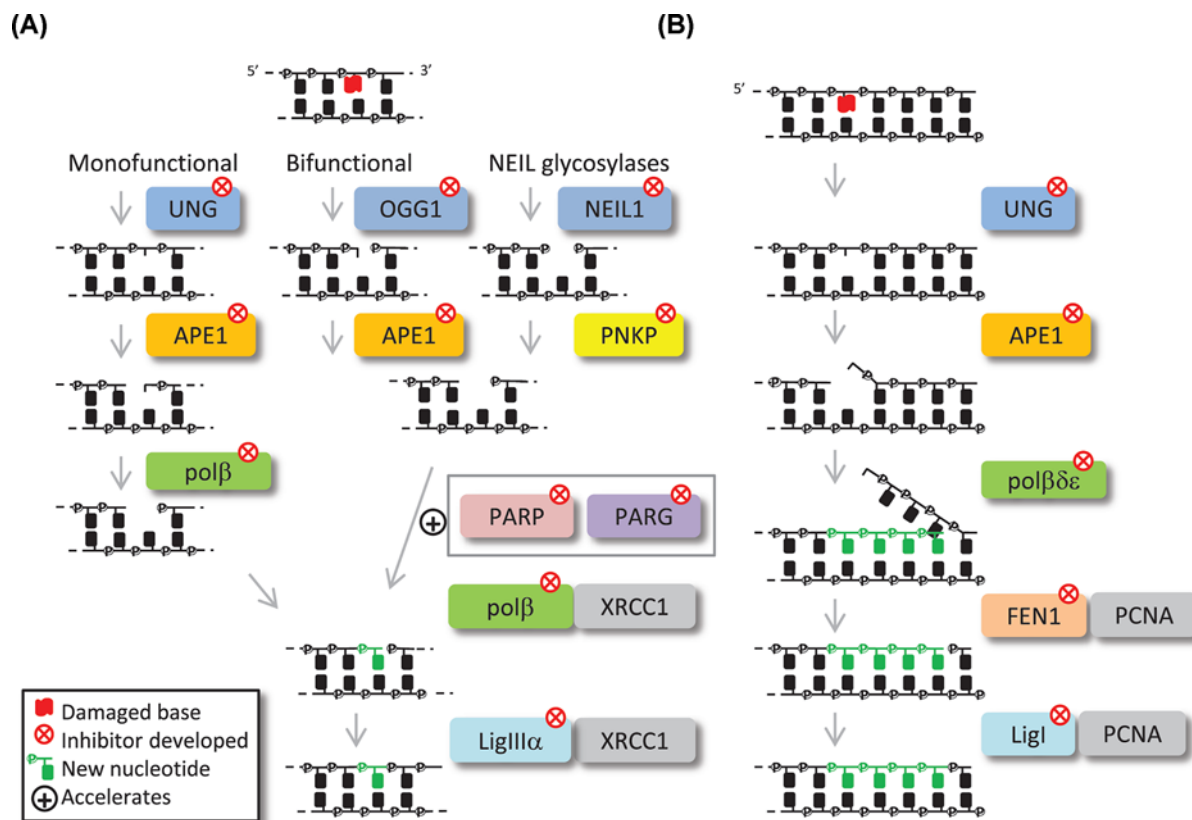 (A)
5' 3'
Monofunctional Bifunctional NEIL glycosylases
UNG OGG1 NEIL1
APE1 APE1 PNKP
polβ
PARP PARG
polβ XRCC1
LigIIIα XRCC1
Damaged base
Inhibitor developed
New nucleotide
Accelerates
(B)
5'
UNG
APE1
polβδε
FEN1 PCNA
LigI PCNA